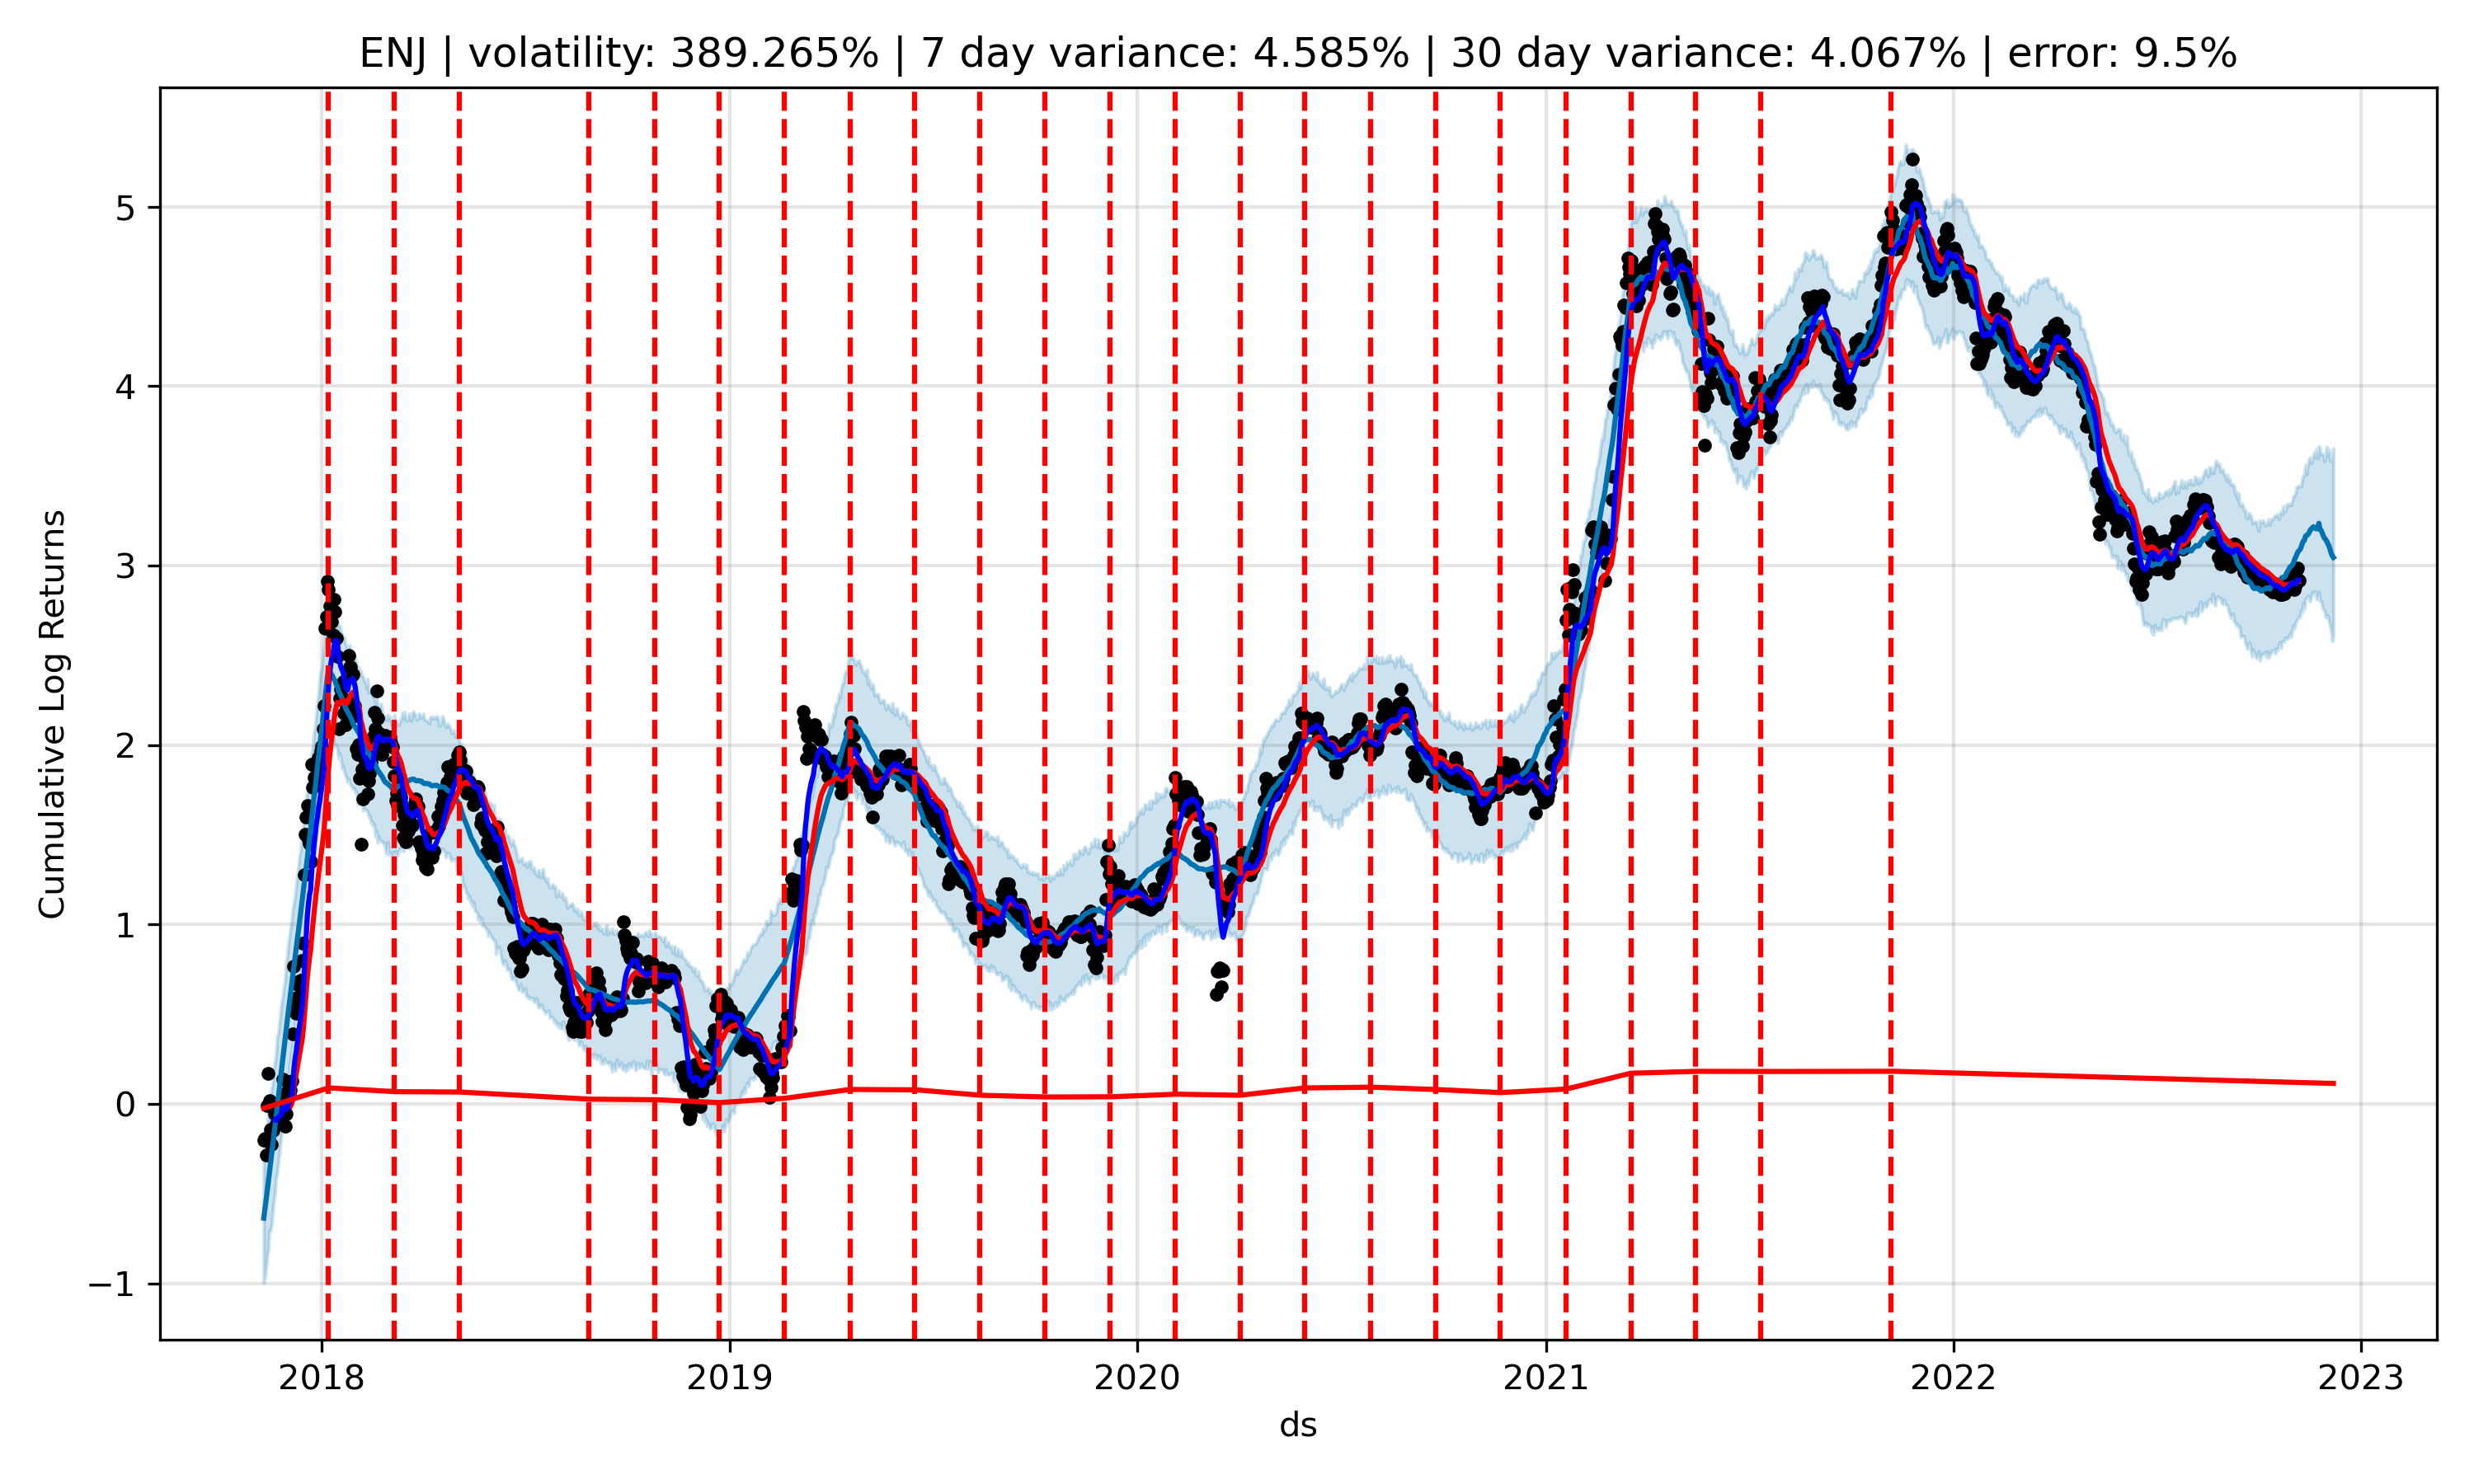 ENJ | volatility: 389.265% | 7 day variance: 4.585% | 30 day variance: 4.067% | error: 9.5%
Cumulative Log Returns
5
4
3
2
1
0
−1
2018 2019 2020 2021 2022 2023
ds